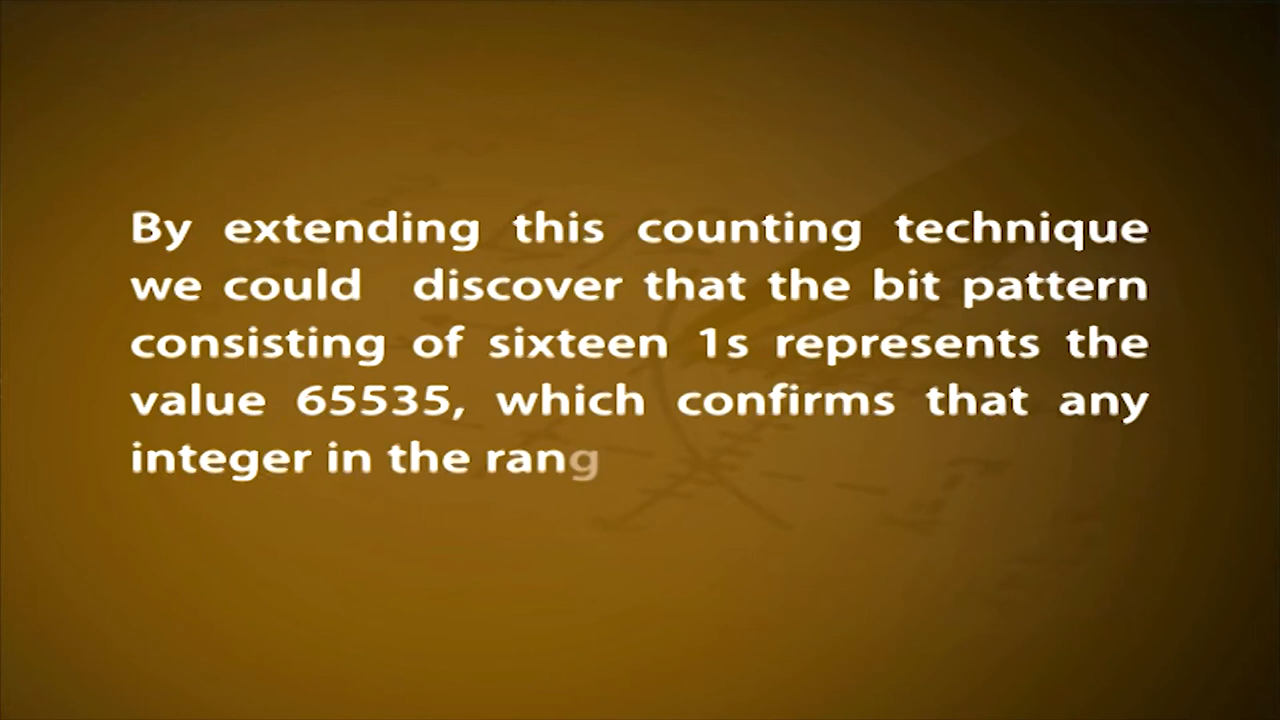 By extending this counting technique
we could discover that the bit pattern
consisting of sixteen 1s represents the
value 65535, which confirms that any
integer in the rang